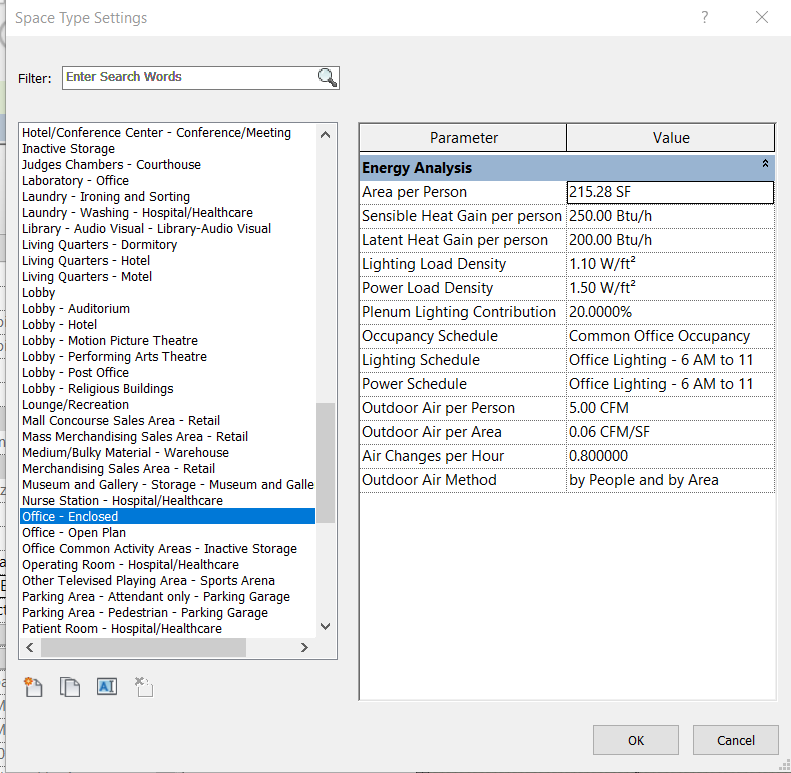 Space Type Settings
?
Filter:
Enter Search Words
Hotel/Conference Center - Conference/Meeting
Inactive Storage
Judges Chambers - Courthouse
Laboratory - Office
Laundry - Ironing and Sorting
Laundry - Washing - Hospital/Healthcare
Library - Audio Visual - Library-Audio Visual
Living Quarters - Dormitory
Living Quarters - Hotel
Living Quarters - Motel
Lobby
Lobby - Auditorium
Lobby - Hotel
Lobby - Motion Picture Theatre
Lobby - Performing Arts Theatre
Lobby - Post Office
Lobby - Religious Buildings
Lounge/Recreation
Mall Concourse Sales Area - Retail
Mass Merchandising Sales Area - Retail
Medium/Bulky Material - Warehouse
Merchandising Sales Area - Retail
Museum and Gallery - Storage - Museum and Galle
Nurse Station - Hospital/Healthcare
Office - Enclosed
Office - Open Plan
Office Common Activity Areas - Inactive Storage
Operating Room - Hospital/Healthcare
Other Televised Playing Area - Sports Arena
Parking Area - Attendant only - Parking Garage
Parking Area - Pedestrian - Parking Garage
Patient Room - Hospital/Healthcare
Parameter Value
Energy Analysis
Area per Person 215.28 SF
Sensible Heat Gain per person 250.00 Btu/h
Latent Heat Gain per person 200.00 Btu/h
Lighting Load Density 1.10 W/ft²
Power Load Density 1.50 W/ft²
Plenum Lighting Contribution 20.0000%
Occupancy Schedule Common Office Occupancy
Lighting Schedule Office Lighting - 6 AM to 11
Power Schedule Office Lighting - 6 AM to 11
Outdoor Air per Person 5.00 CFM
Outdoor Air per Area 0.06 CFM/SF
Air Changes per Hour 0.800000
Outdoor Air Method by People and by Area
OK Cancel